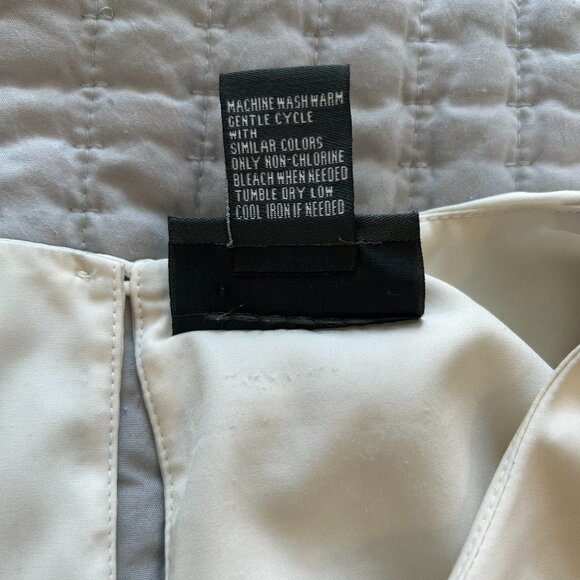 MACHINE WASH WARM
GENTLE CYCLE
WITH
SIMILAR COLORS
ONLY NON-CHLORINE
BLEACH WHEN NEEDED
TUMBLE DRY LOW
COOL IRON IF NEEDED